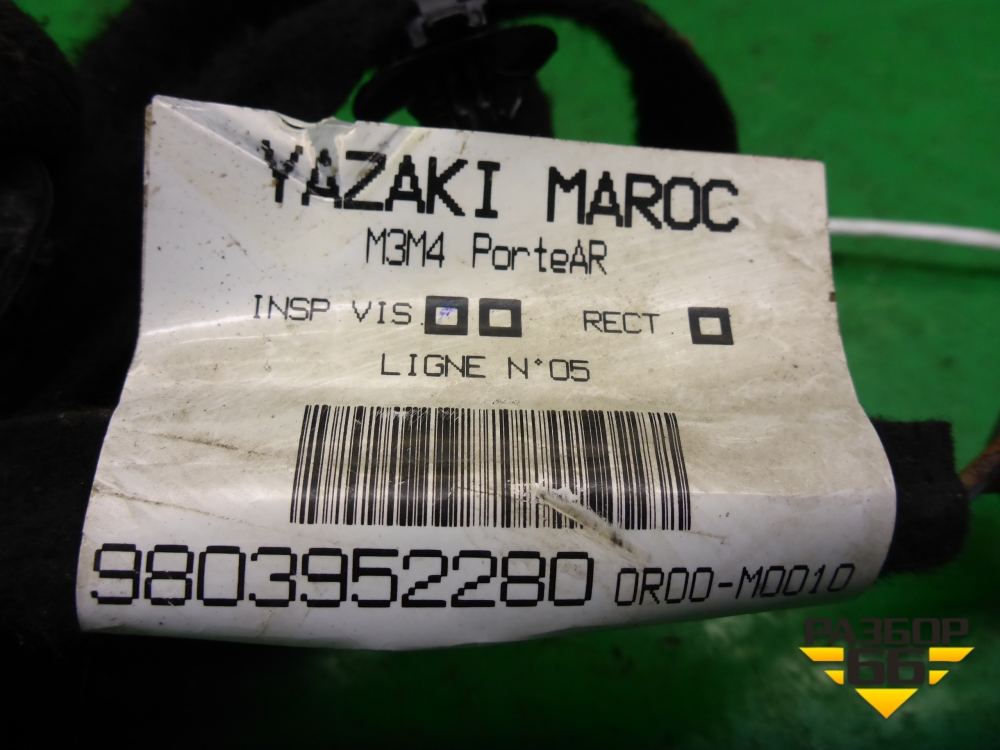 YAZAKI MAROC
M3M4 PorteAR
INSP VIS. RECT.
LIGNE N°05
9803952280 0R00-M0010
РАЗБОР
66